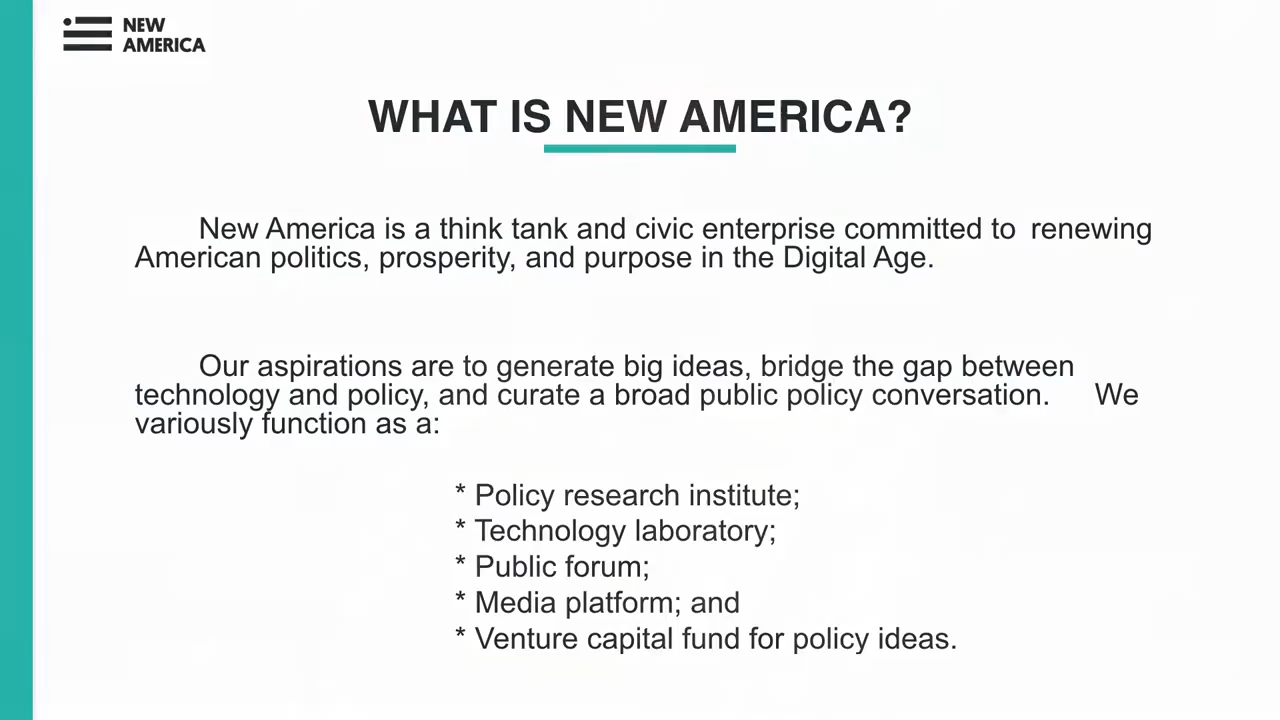 NEW
AMERICA
WHAT IS NEW AMERICA?
New America is a think tank and civic enterprise committed to renewing
American politics, prosperity, and purpose in the Digital Age.
Our aspirations are to generate big ideas, bridge the gap between
technology and policy, and curate a broad public policy conversation. We
variously function as a:
* Policy research institute;
* Technology laboratory;
* Public forum;
* Media platform; and
* Venture capital fund for policy ideas.